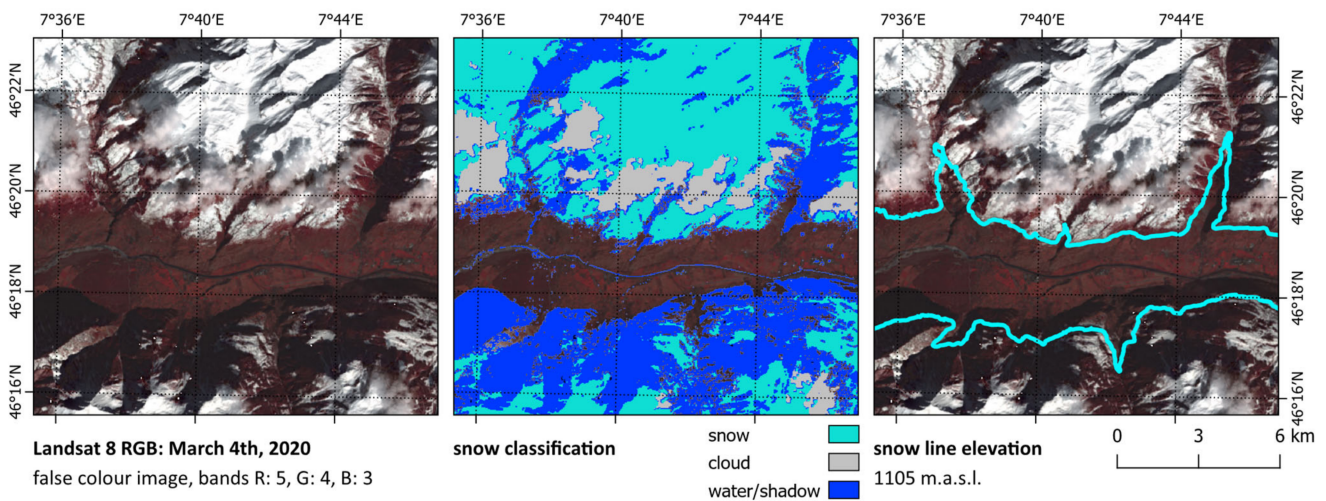 7°36'E 7°40'E 7°44'E 7°36'E 7°40'E 7°44'E 7°36'E 7°40'E 7°44'E
46°22'N 46°22'N
46°20'N 46°20'N
46°18'N 46°18'N
46°16'N 46°16'N
Landsat 8 RGB: March 4th, 2020
false colour image, bands R: 5, G: 4, B: 3
snow classification
snow
cloud
water/shadow
snow line elevation
1105 m.a.s.l.
0 3 6 km